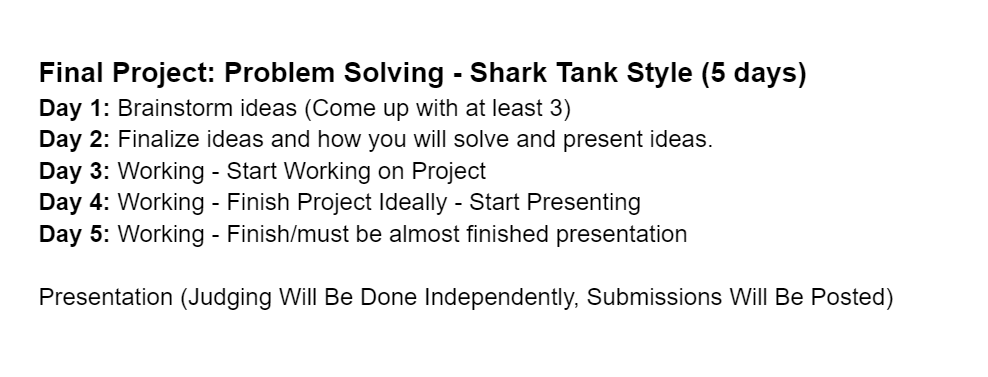 Final Project: Problem Solving - Shark Tank Style (5 days)
Day 1: Brainstorm ideas (Come up with at least 3)
Day 2: Finalize ideas and how you will solve and present ideas.
Day 3: Working - Start Working on Project
Day 4: Working - Finish Project Ideally - Start Presenting
Day 5: Working - Finish/must be almost finished presentation
Presentation (Judging Will Be Done Independently, Submissions Will Be Posted)